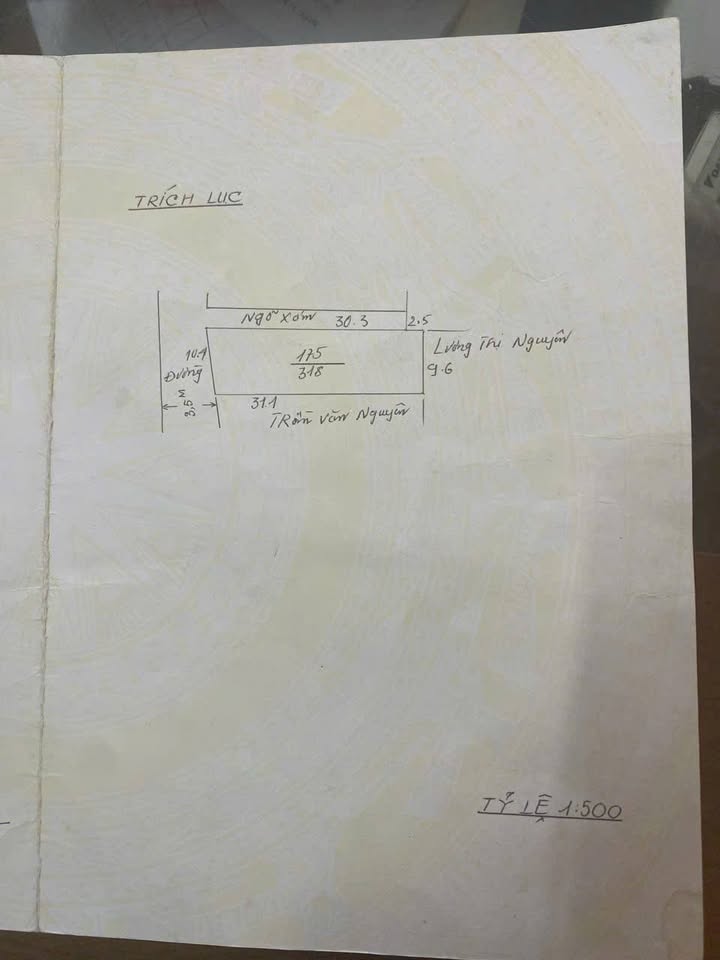 TRÍCH LUC
Ngõ xóm 30.3 2.5
Lương Thị Nguyên
10.1
175
318
9.6
Đường
3.5 M
31.1
TRần văn Nguyên
TỶ LỆ 1:500